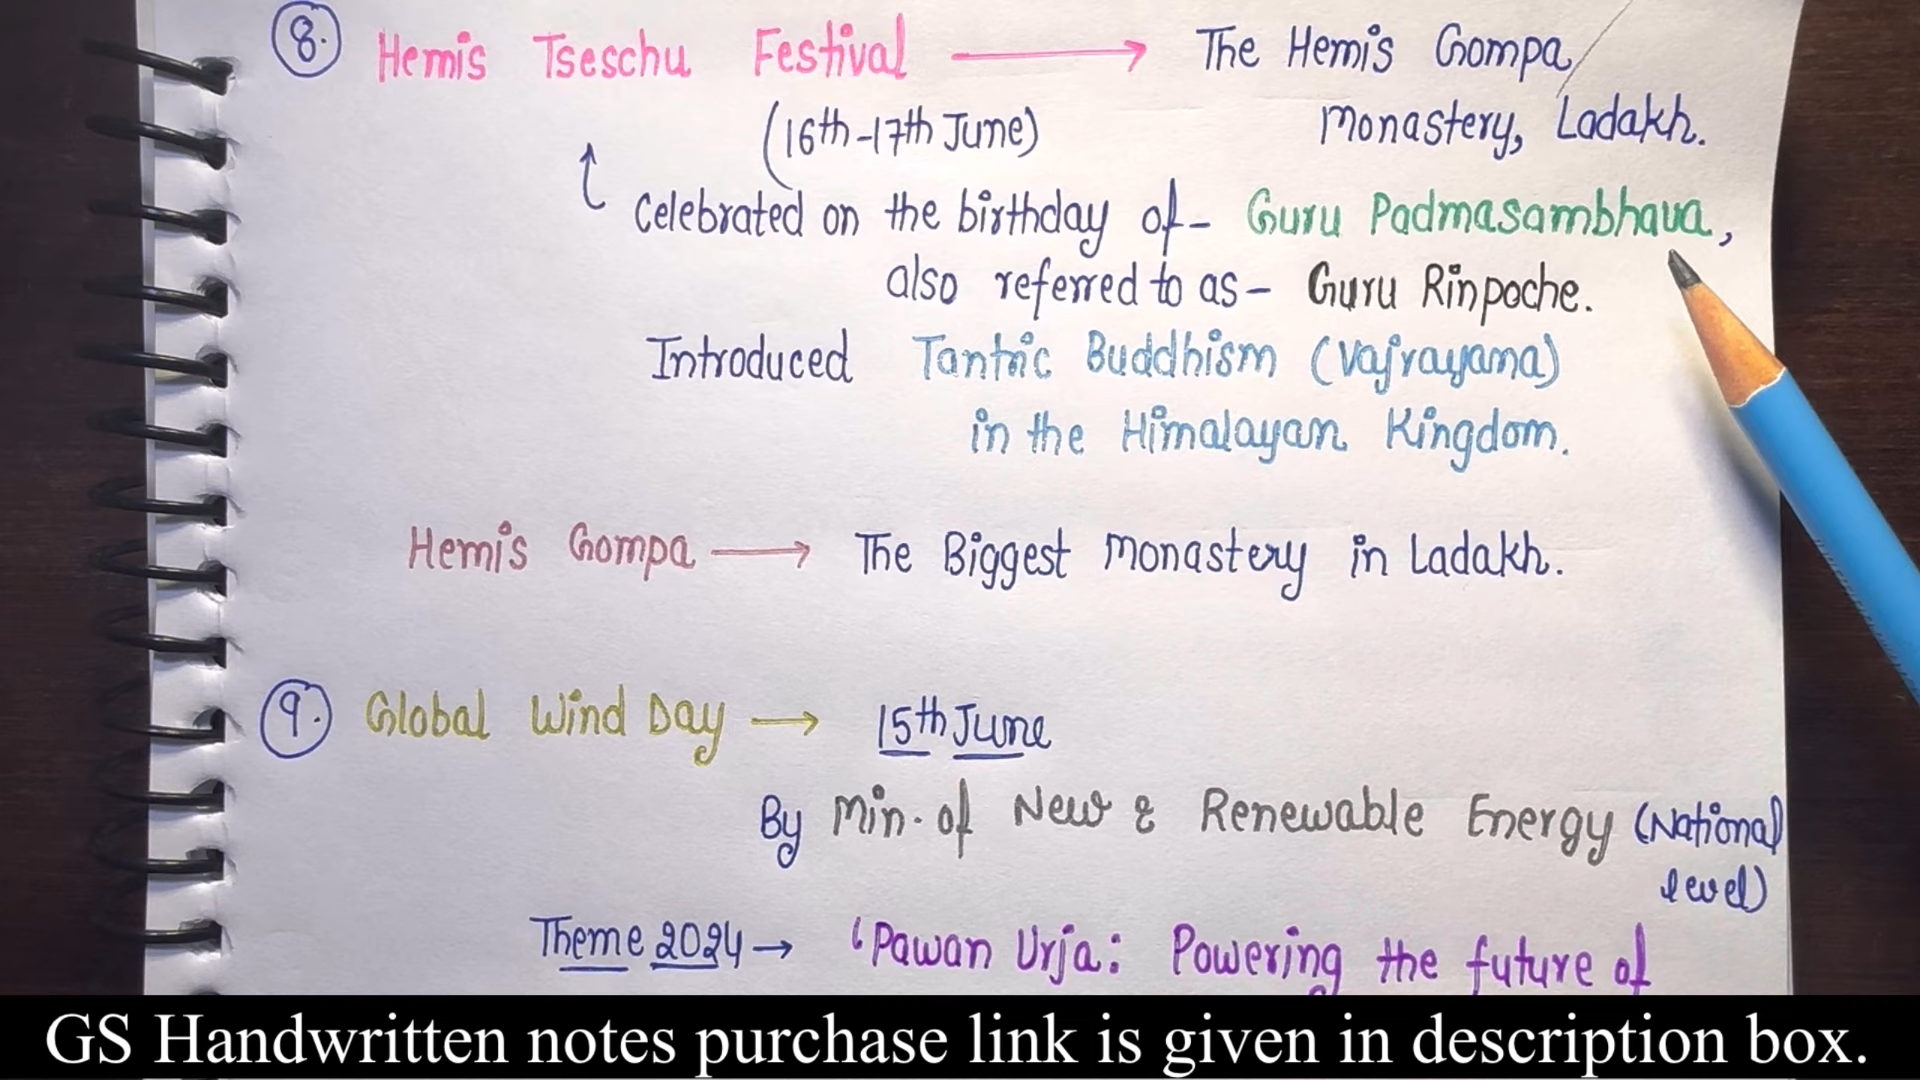 8. Hemis Tseschu Festival → The Hemis Gompa
(16th-17th June) Monastery, Ladakh.
Celebrated on the birthday of- Guru Padmasambhava,
also referred to as- Guru Rinpoche.
Introduced Tantric Buddhism (Vajrayana)
in the Himalayan Kingdom.
Hemis Gompa → The Biggest Monastery in Ladakh.
9. Global Wind Day → 15th June
By Min. of New & Renewable Energy (National
level)
Theme 2024 → 'Pawan Urja: Powering the future of
GS Handwritten notes purchase link is given in description box.